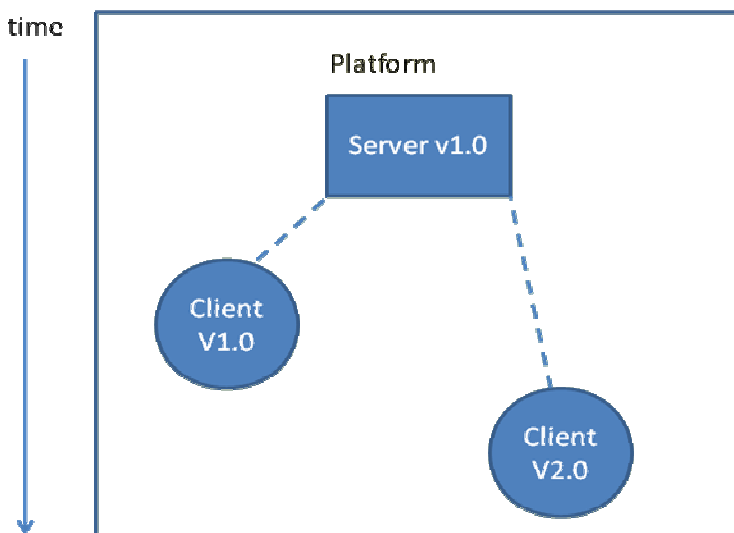 time
Platform
Server v1.0
Client
V1.0
Client
V2.0